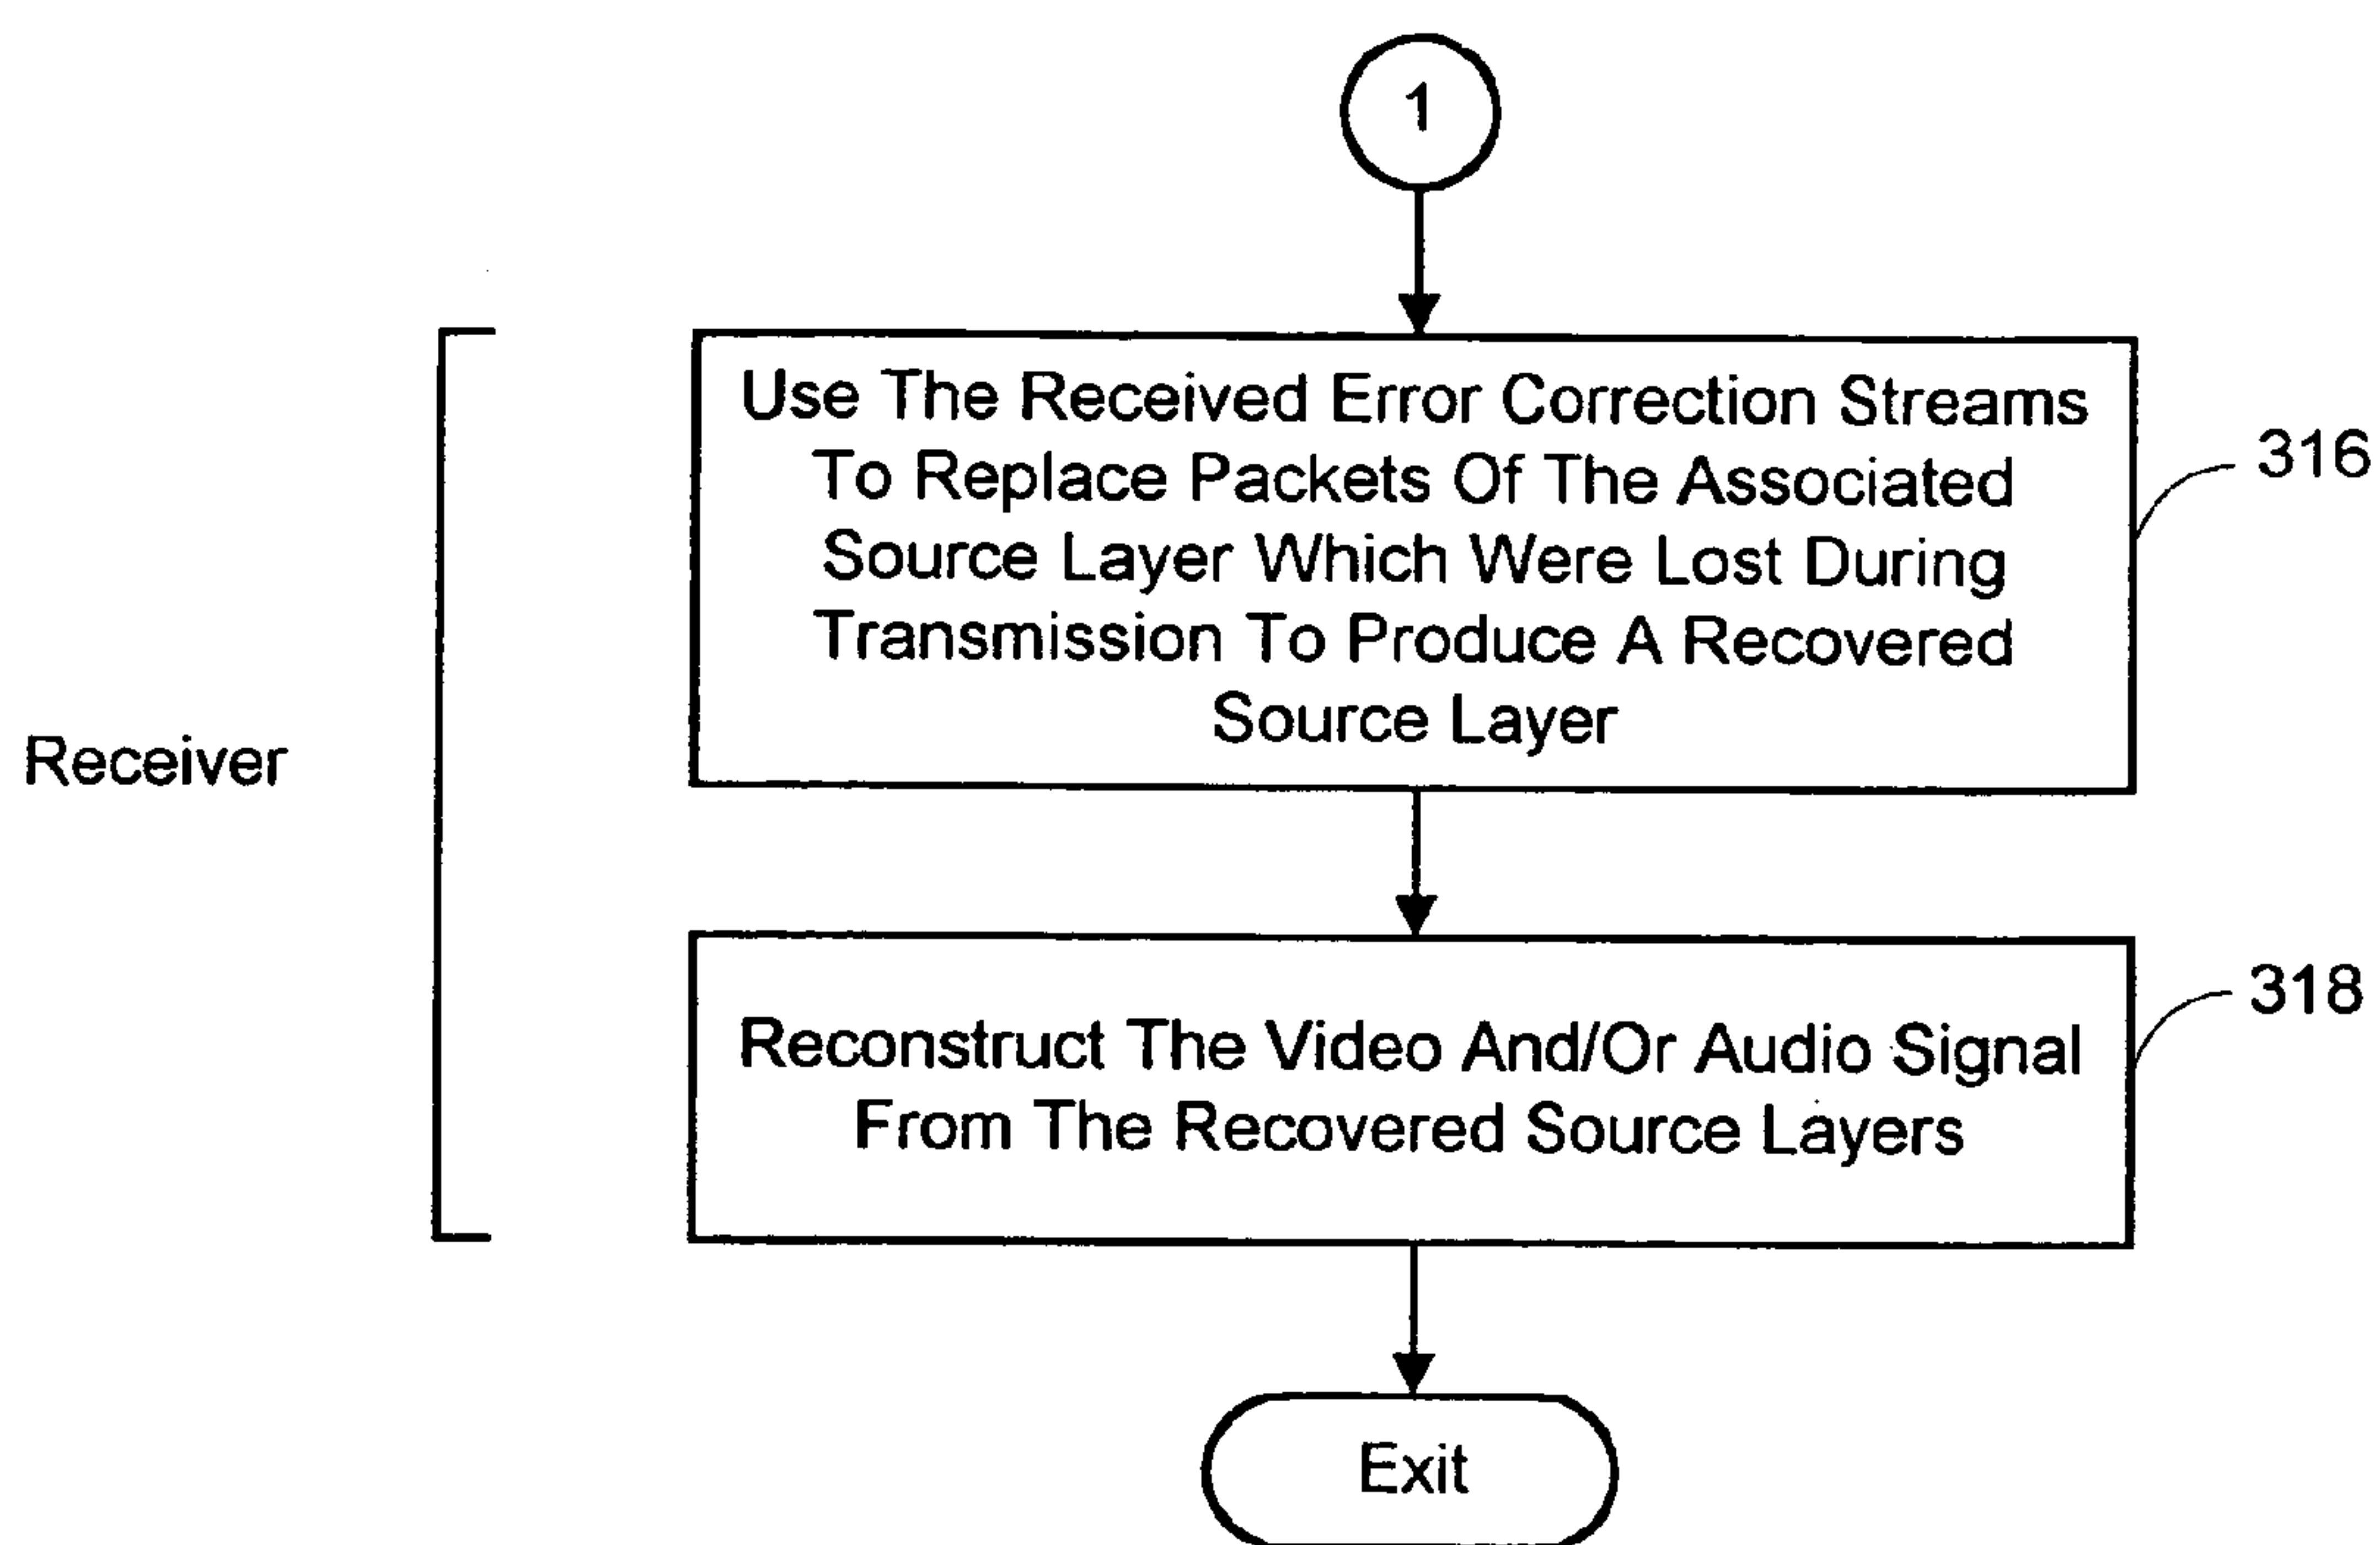 1
Use The Received Error Correction Streams
To Replace Packets Of The Associated
Source Layer Which Were Lost During
Transmission To Produce A Recovered
Source Layer
316
Receiver
Reconstruct The Video And/Or Audio Signal
From The Recovered Source Layers
318
Exit